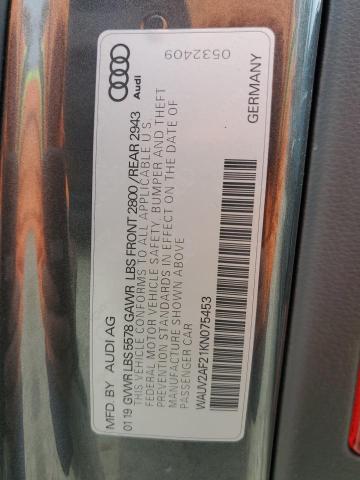 Audi
0532409
MFD. BY AUDI AG
01 19 GVWR LBS 5578 GAWR LBS FRONT 2800 / REAR 2943
THIS VEHICLE CONFORMS TO ALL APPLICABLE U.S.
FEDERAL MOTOR VEHICLE SAFETY, BUMPER AND THEFT
PREVENTION STANDARDS IN EFFECT ON THE DATE OF
MANUFACTURE SHOWN ABOVE.
PASSENGER CAR
WAUV2AF21KN075453
GERMANY